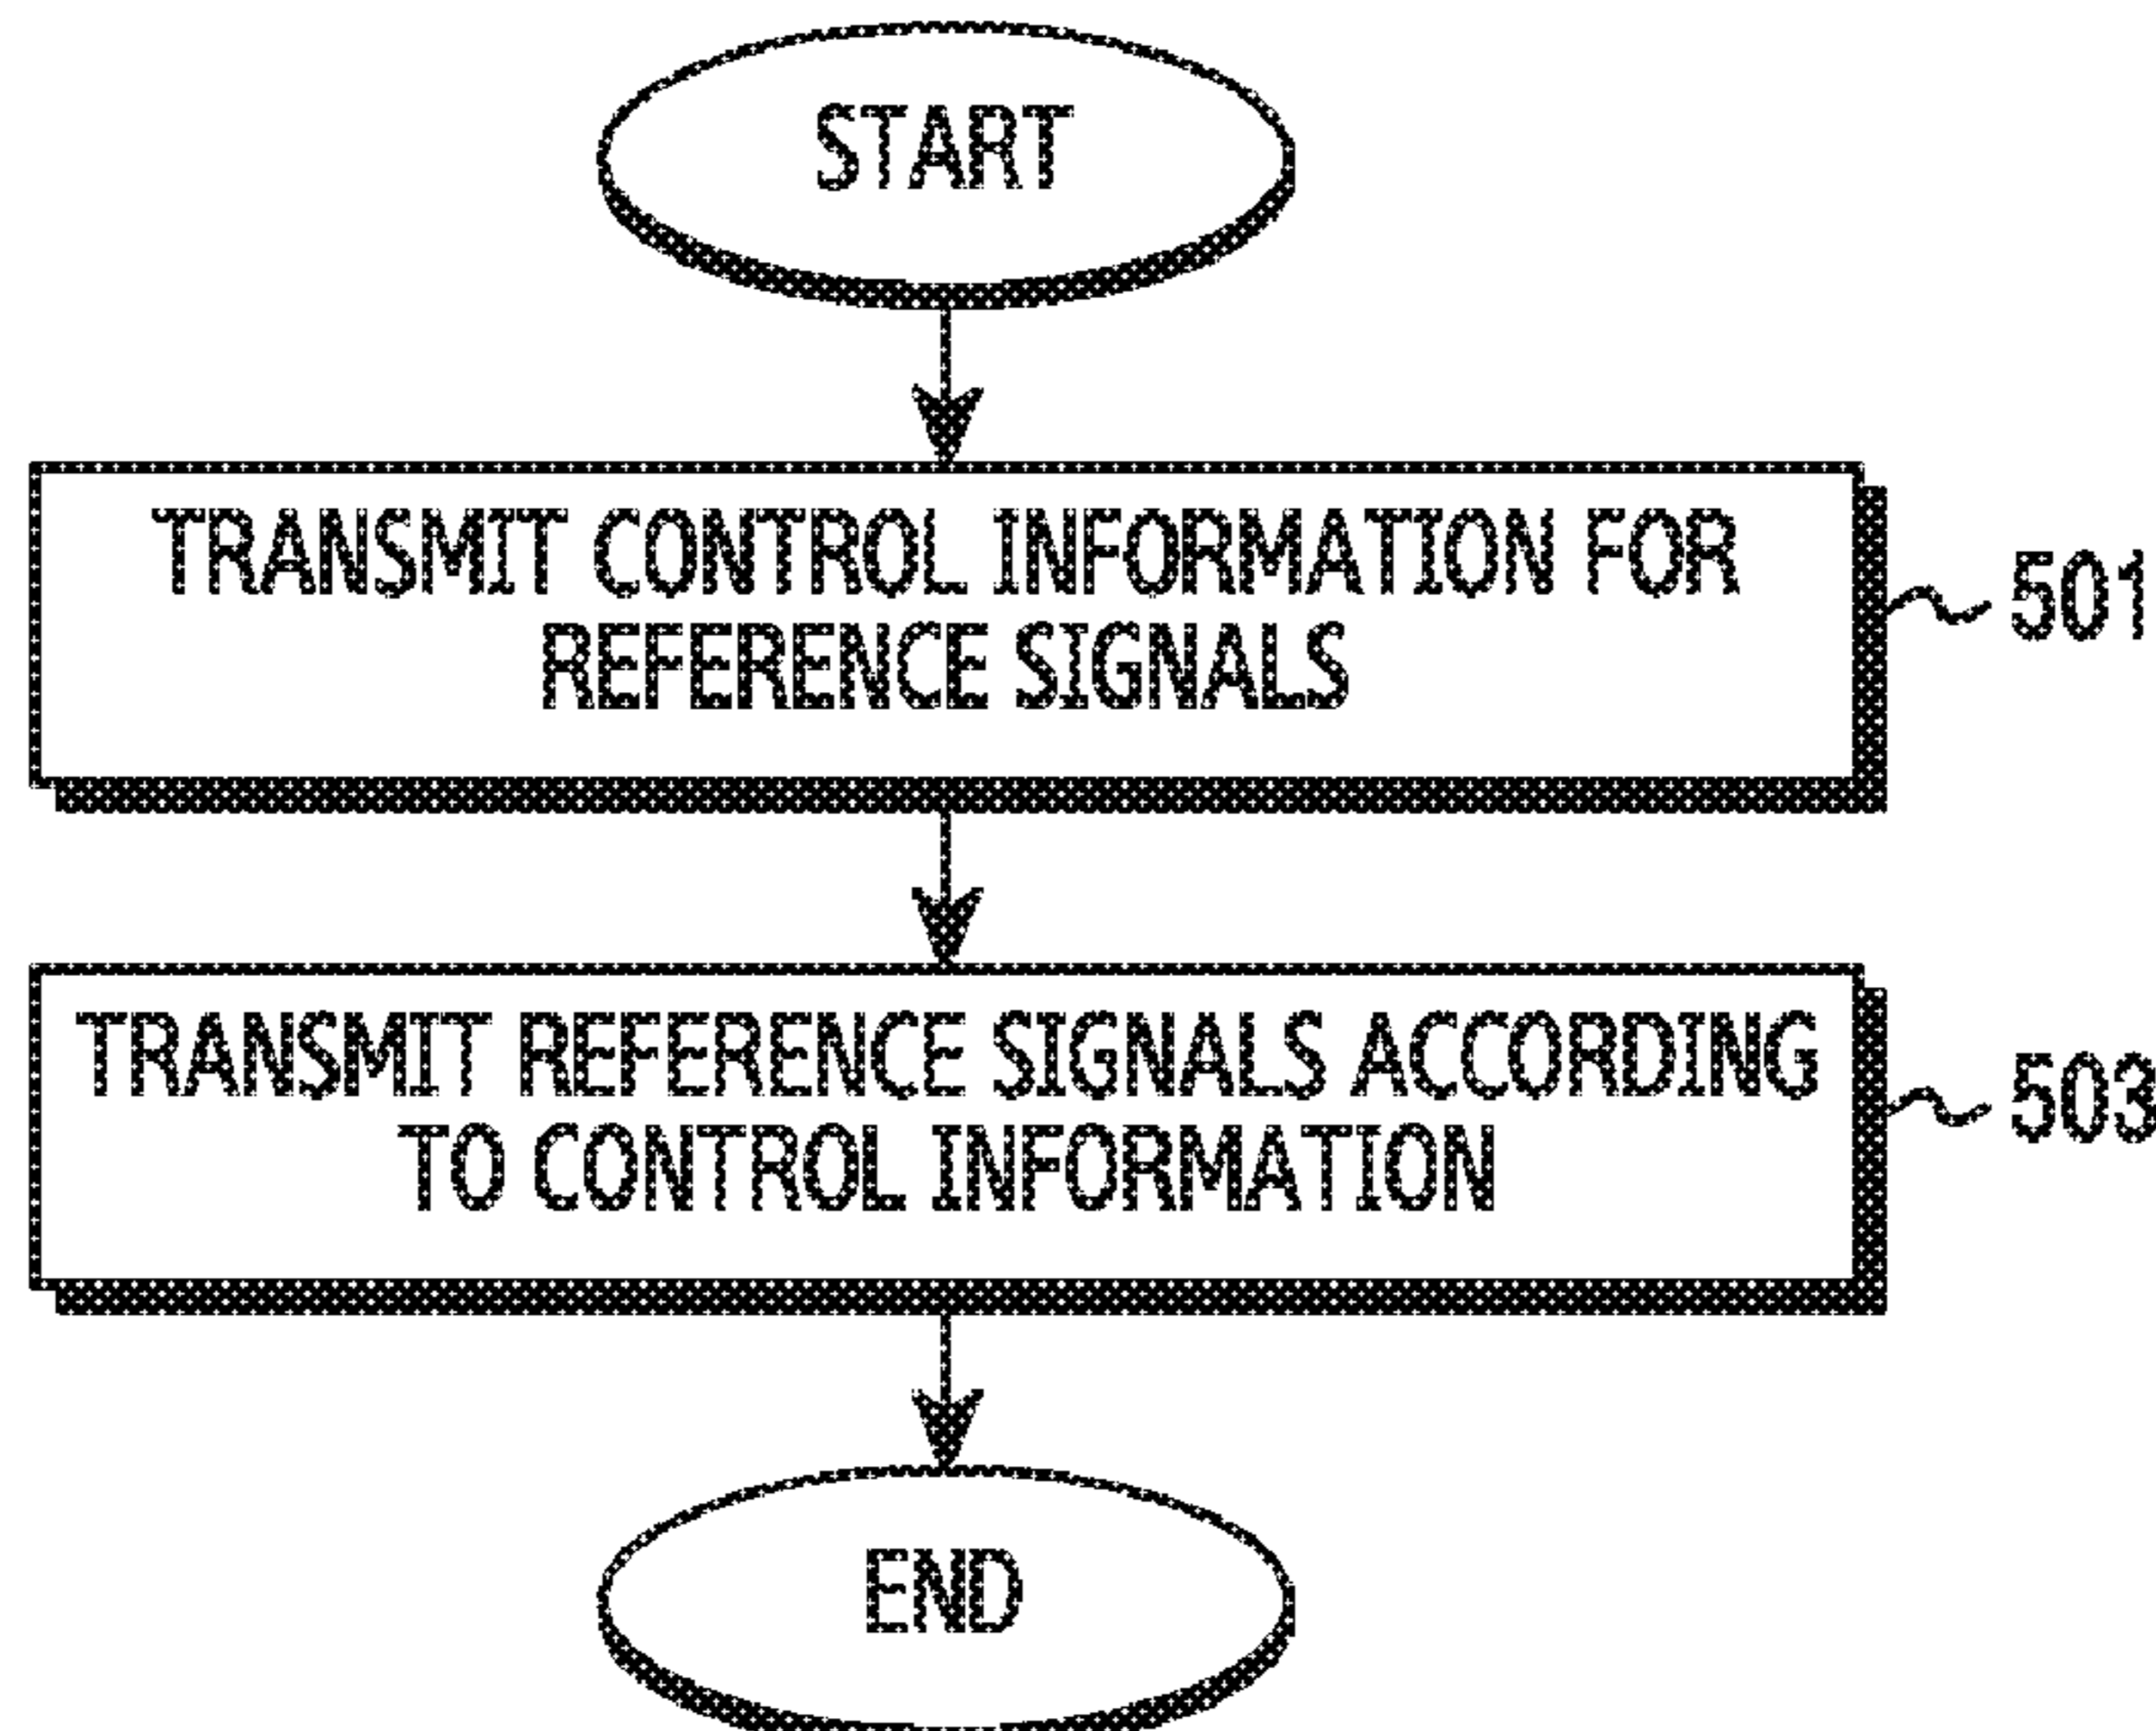 START
TRANSMIT CONTROL INFORMATION FOR
REFERENCE SIGNALS
501
TRANSMIT REFERENCE SIGNALS ACCORDING
TO CONTROL INFORMATION
503
END